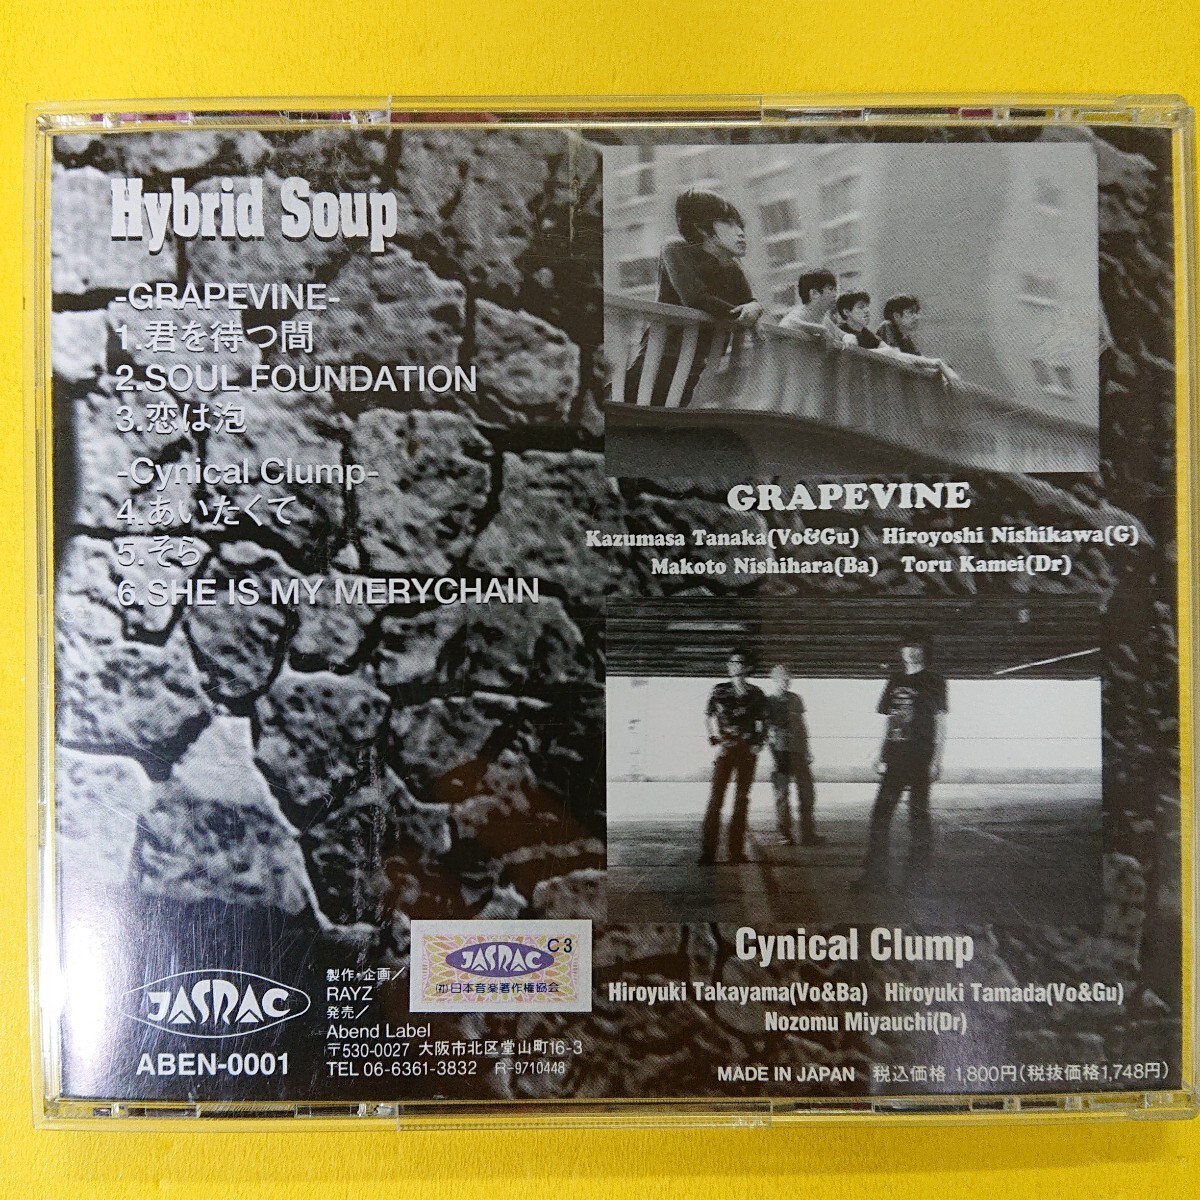 Hybrid Soup
-GRAPEVINE-
1.君を待つ間
2.SOUL FOUNDATION
3.恋は泡
-Cynical Clump-
4.あいたくて
5.そら
6.SHE IS MY MERYCHAIN
GRAPEVINE
Kazumasa Tanaka(Vo&Gu) Hiroyoshi Nishikawa(G)
Makoto Nishihara(Ba) Toru Kamei(Dr)
Cynical Clump
Hiroyuki Takayama(Vo&Ba) Hiroyuki Tamada(Vo&Gu)
Nozomu Miyauchi(Dr)
JASRAC
ABEN-0001
製作・企画／
RAYZ
発売／
Abend Label
〒530-0027 大阪市北区堂山町16-3
TEL 06-6361-3832 R-9710448
C3
JASRAC
㈳日本音楽著作権協会
MADE IN JAPAN 税込価格 1,800円(税抜価格1,748円)